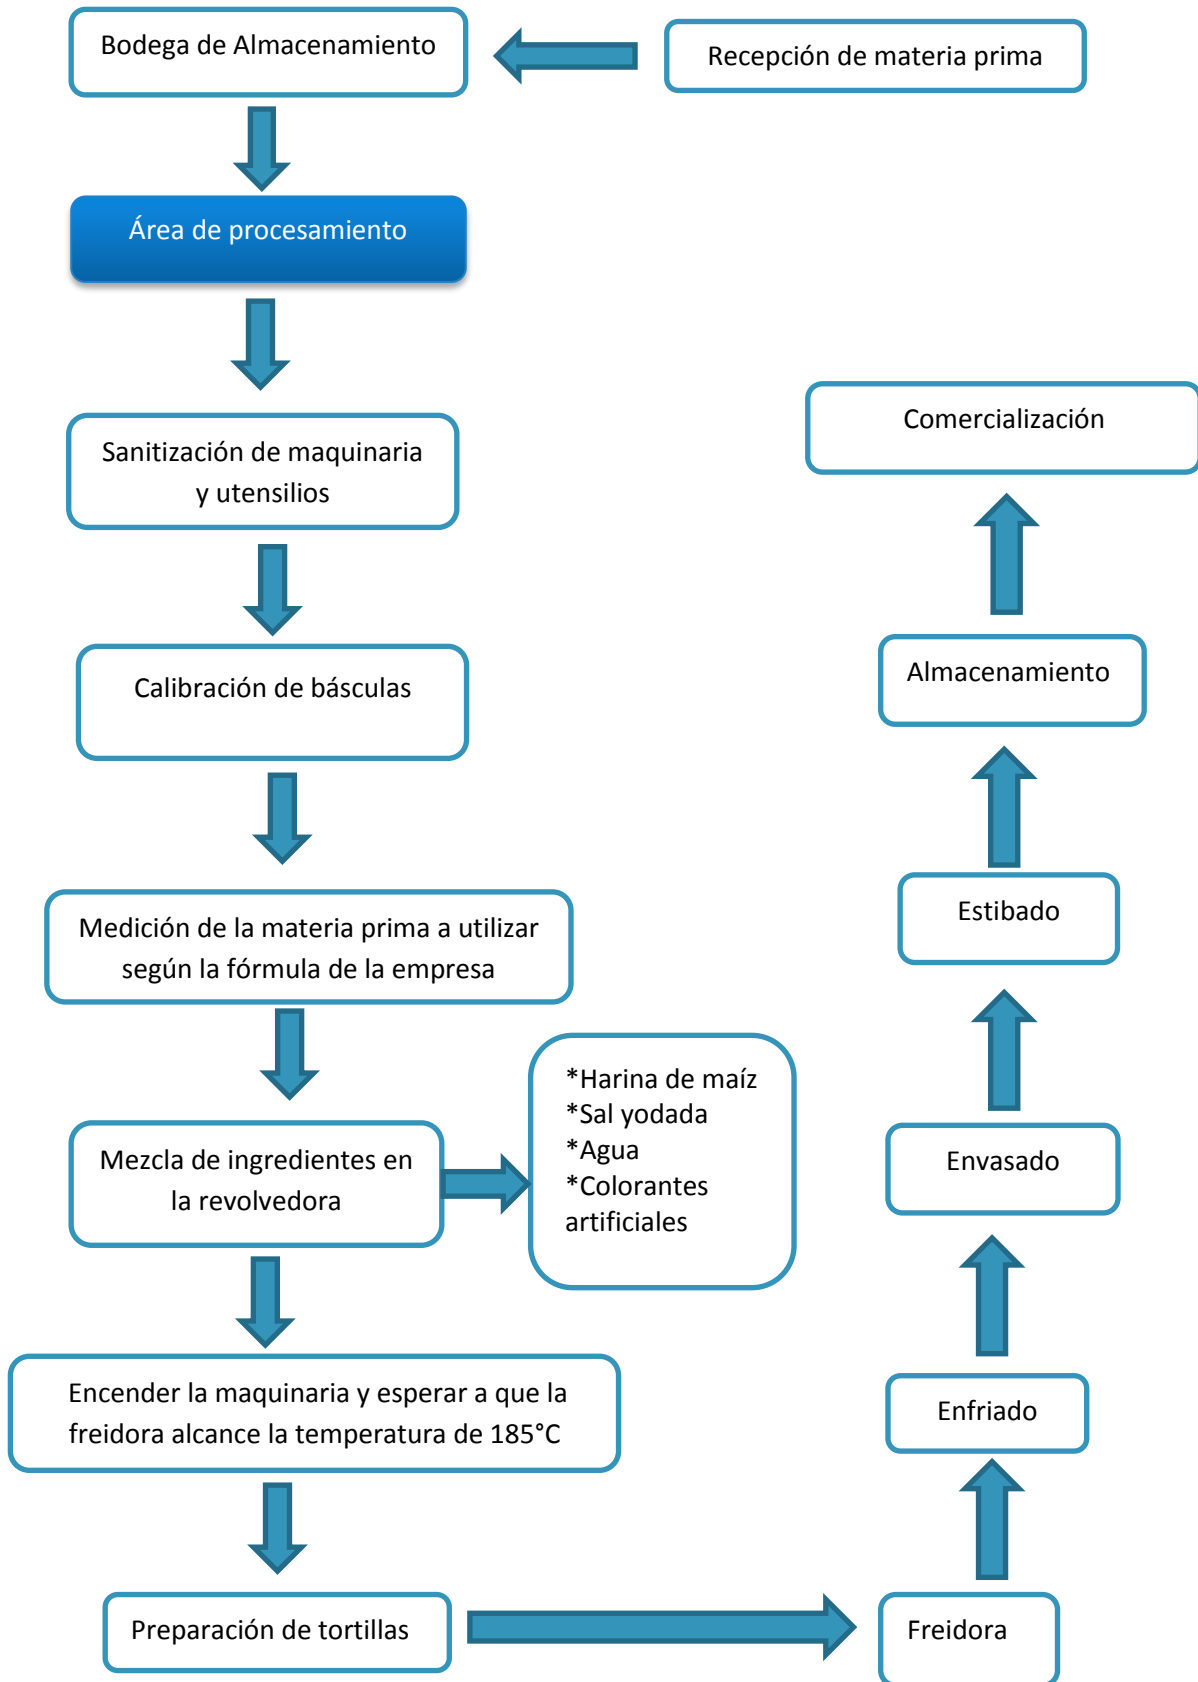 Recepción de materia prima
Bodega de Almacenamiento
Área de procesamiento
Sanitización de maquinaria
y utensilios
Calibración de básculas
Medición de la materia prima a utilizar
según la fórmula de la empresa
Mezcla de ingredientes en
la revolvedora
*Harina de maíz
*Sal yodada
*Agua
*Colorantes
artificiales
Encender la maquinaria y esperar a que la
freidora alcance la temperatura de 185°C
Preparación de tortillas
Freidora
Enfriado
Envasado
Estibado
Almacenamiento
Comercialización